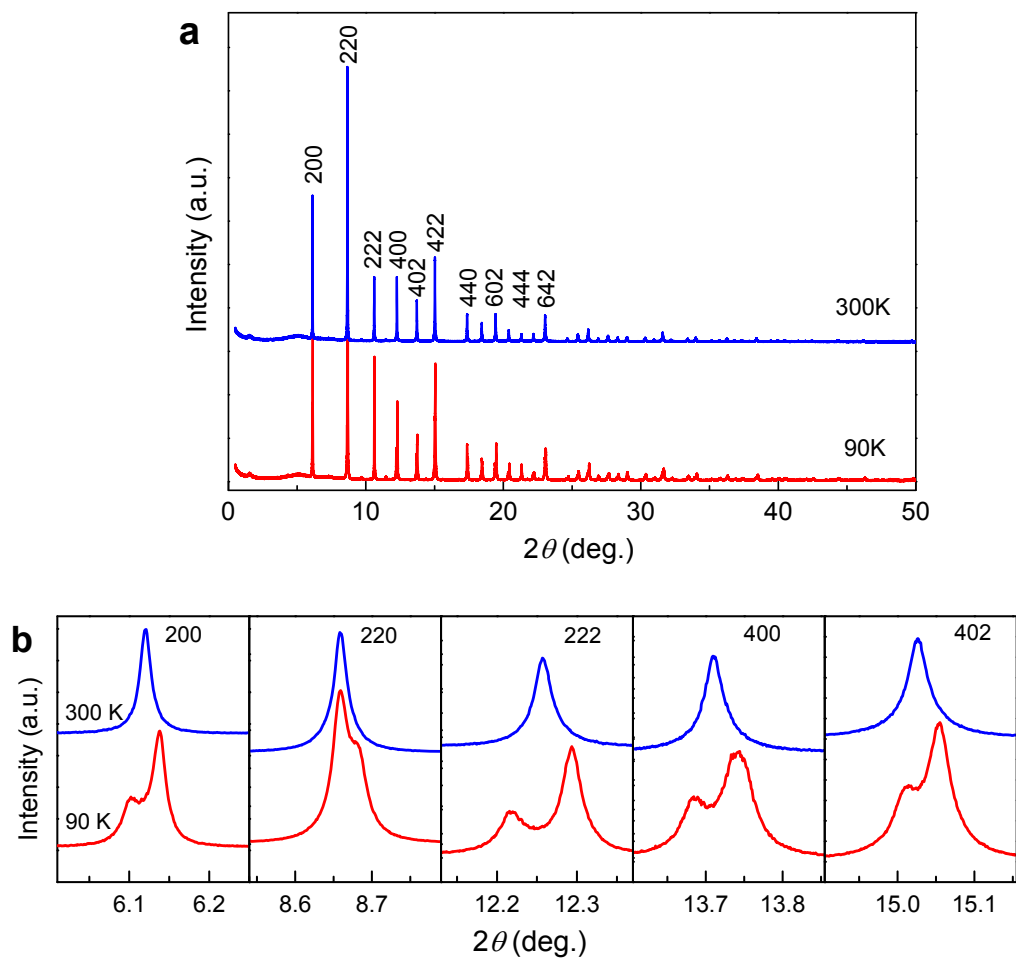 a
Intensity (a.u.)
200
220
222
400
402
422
440
602
444
642
300K
90K
0 10 20 30 40 50
2θ (deg.)
b
Intensity (a.u.)
200 220 222 400 402
300 K
90 K
6.1 6.2 8.6 8.7 12.2 12.3 13.7 13.8 15.0 15.1
2θ (deg.)